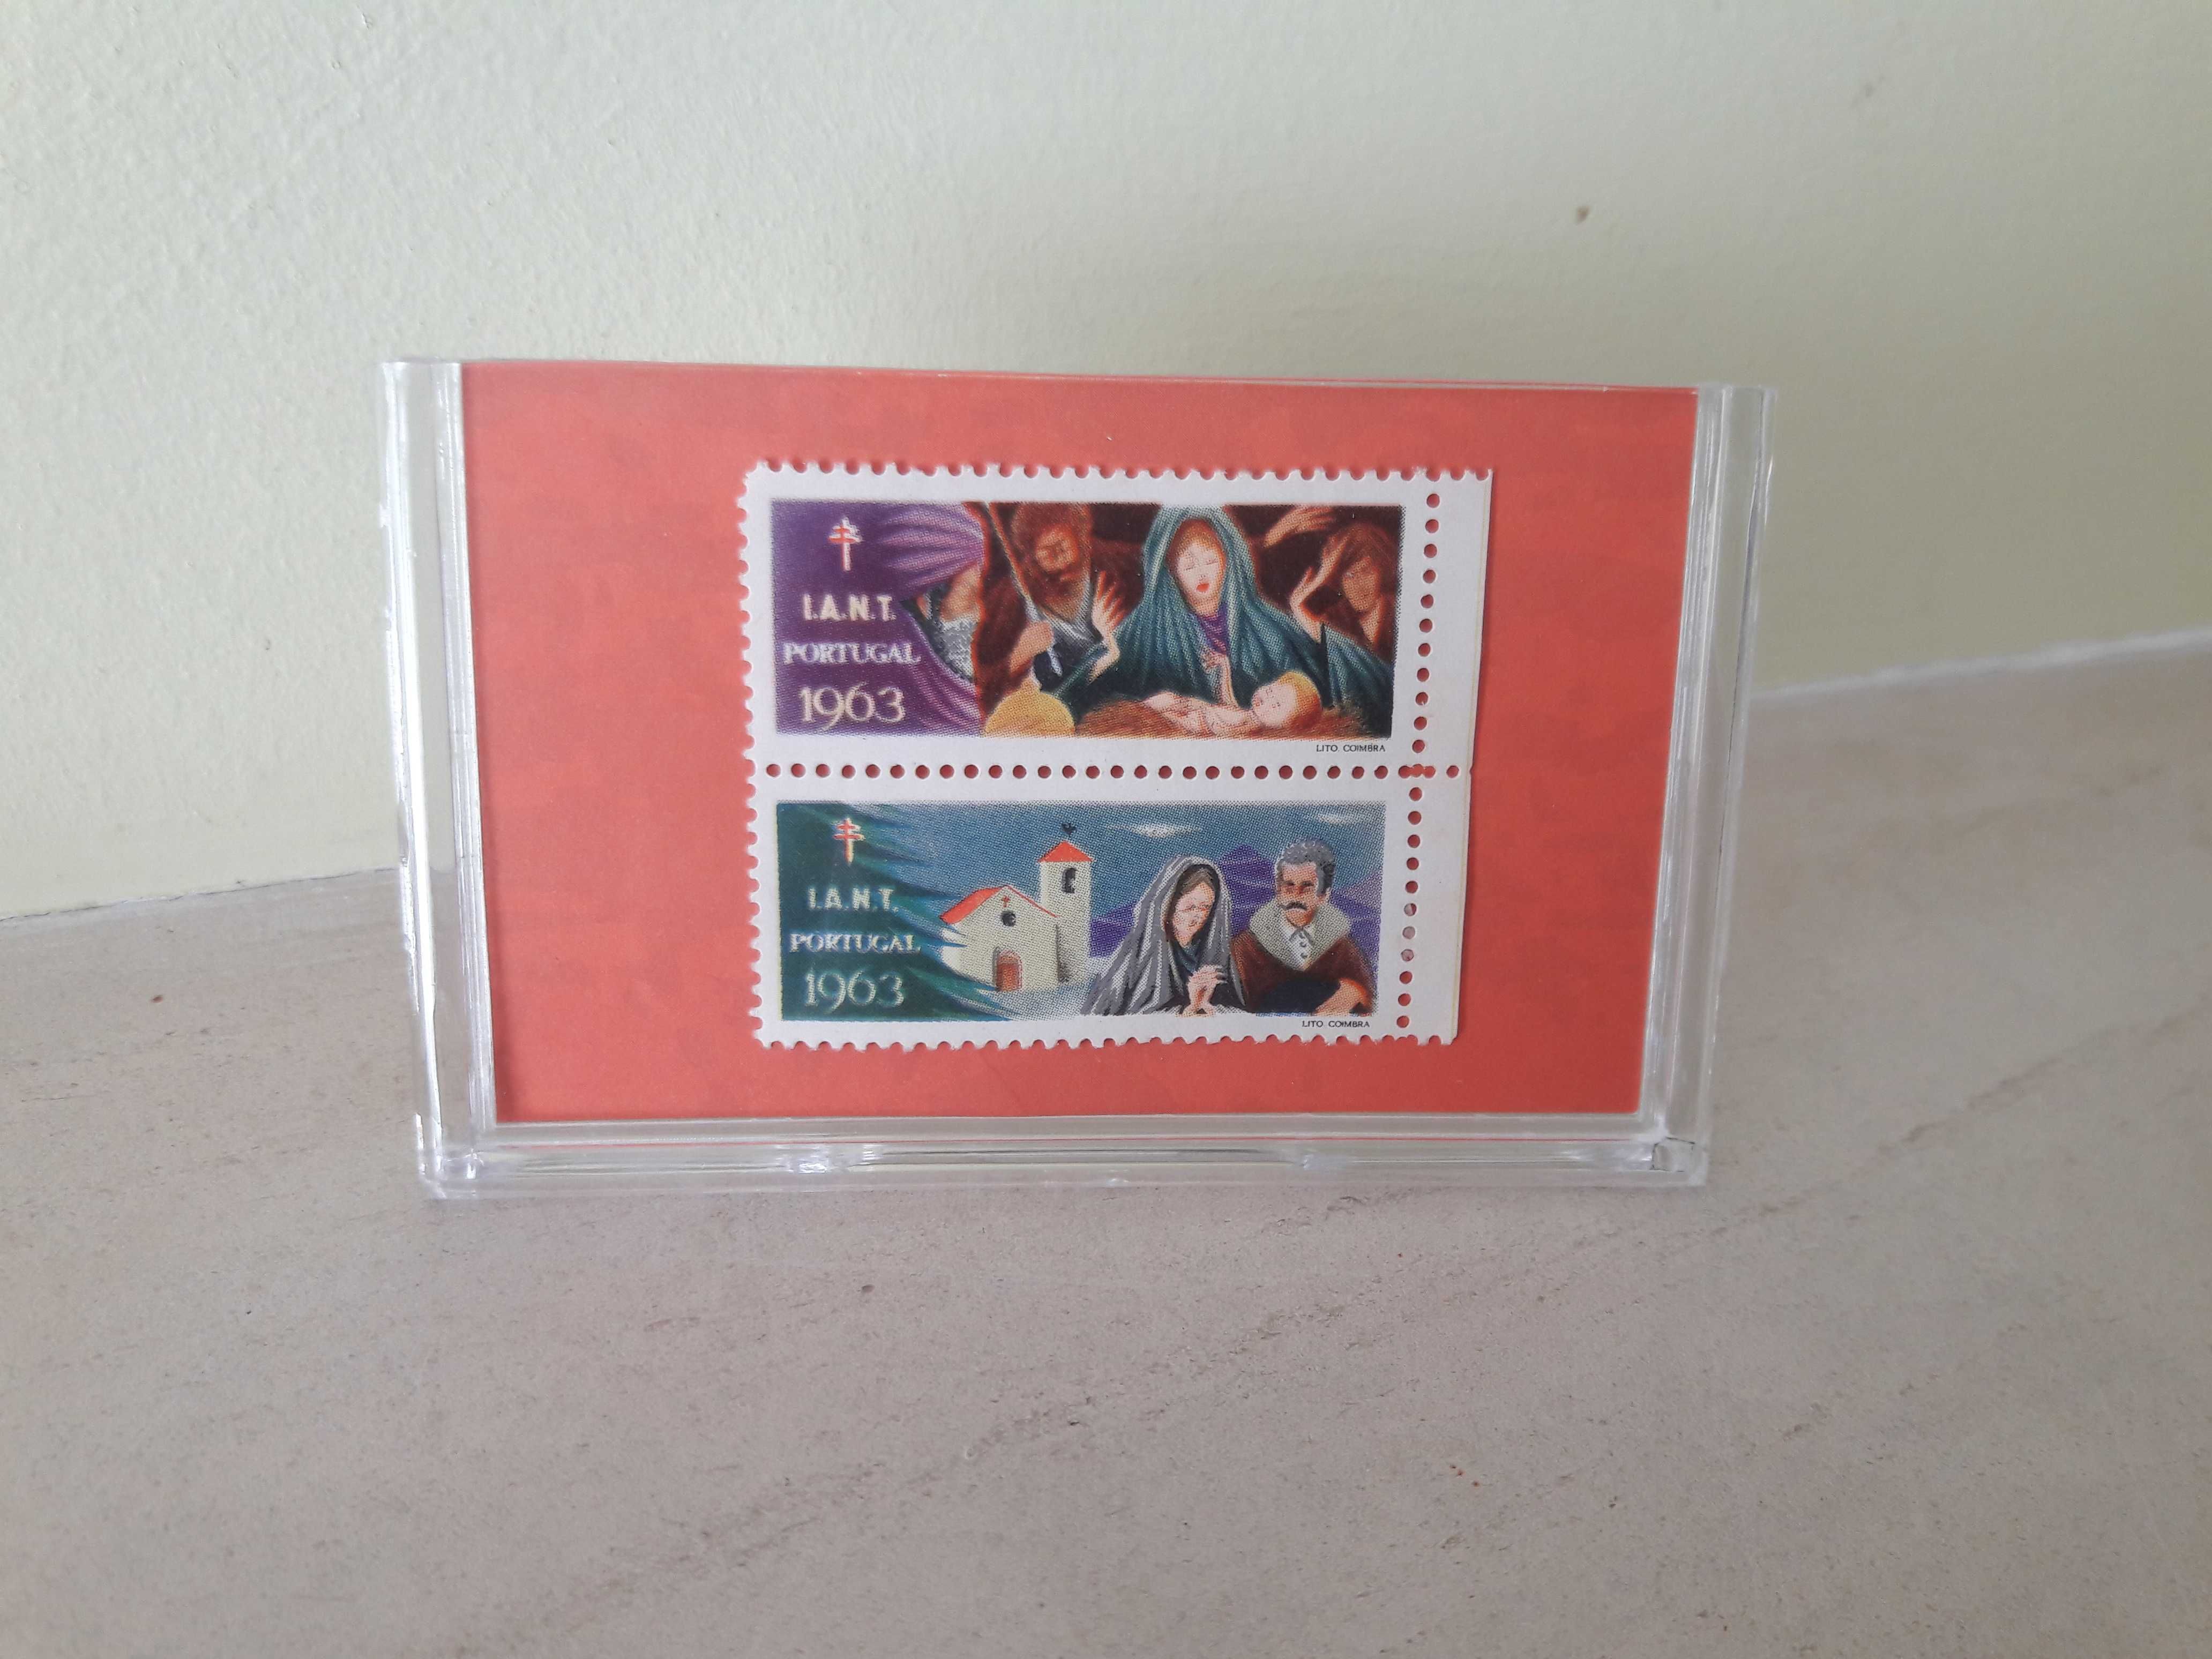 I.A.N.T.
PORTUGAL
1963
LITO. COIMBRA
I.A.N.T.
PORTUGAL
1963
LITO. COIMBRA